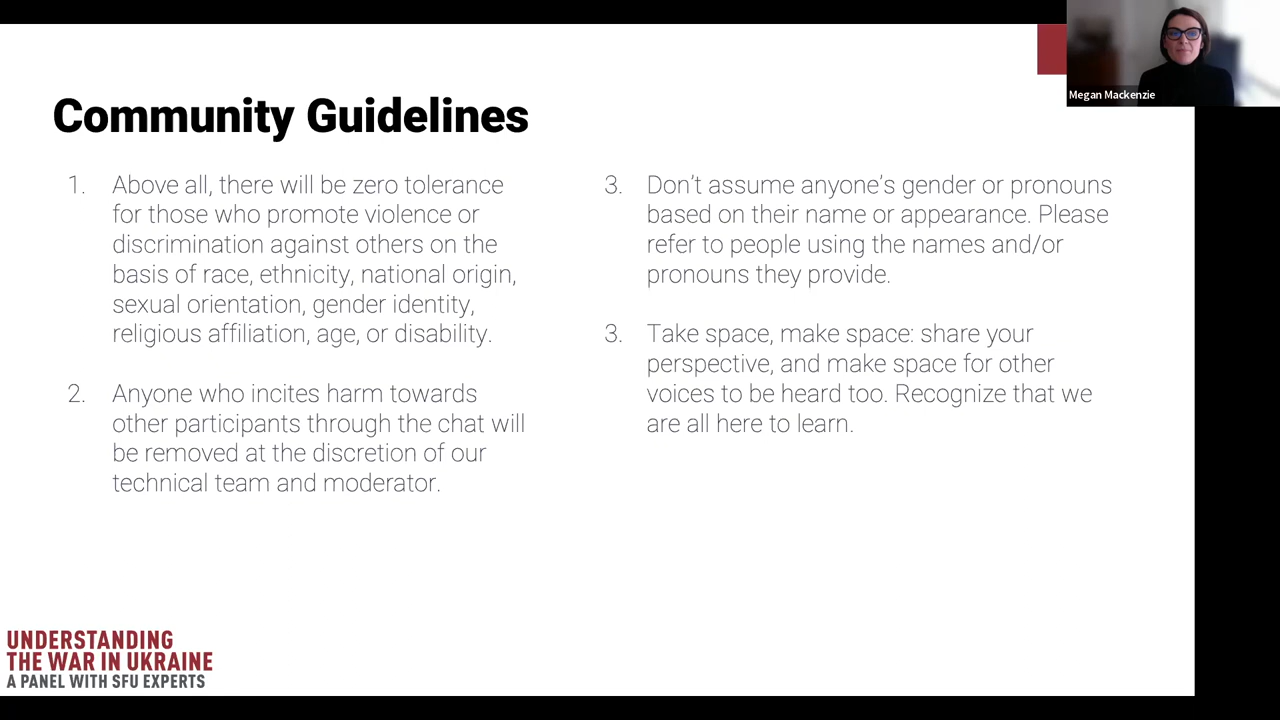 Megan Mackenzie
Community Guidelines
1. Above all, there will be zero tolerance
for those who promote violence or
discrimination against others on the
basis of race, ethnicity, national origin,
sexual orientation, gender identity,
religious affiliation, age, or disability.
2. Anyone who incites harm towards
other participants through the chat will
be removed at the discretion of our
technical team and moderator.
3. Don’t assume anyone’s gender or pronouns
based on their name or appearance. Please
refer to people using the names and/or
pronouns they provide.
3. Take space, make space: share your
perspective, and make space for other
voices to be heard too. Recognize that we
are all here to learn.
UNDERSTANDING
THE WAR IN UKRAINE
A PANEL WITH SFU EXPERTS